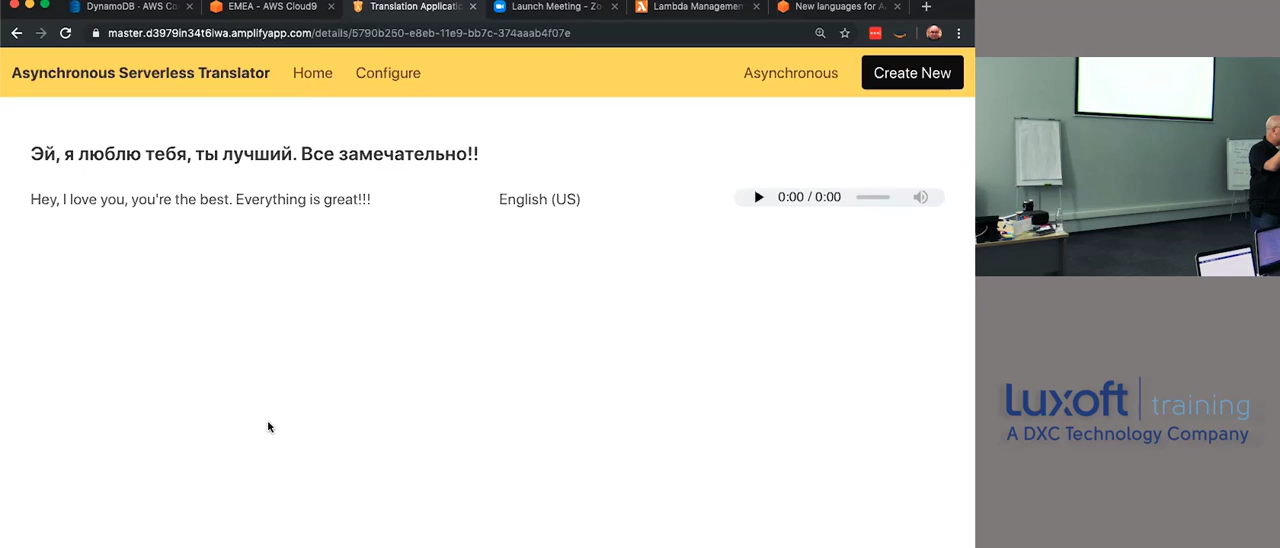 DynamoDB · AWS Co
EMEA - AWS Cloud9
Translation Applicatio
Launch Meeting - Zo
Lambda Managemen
New languages for A
master.d3979in34t6iwa.amplifyapp.com/details/5790b250-e8eb-11e9-bb7c-374aaab4f07e
Asynchronous Serverless Translator
Home
Configure
Asynchronous
Create New
Эй, я люблю тебя, ты лучший. Все замечательно!!
Hey, I love you, you're the best. Everything is great!!!
English (US)
0:00 / 0:00
luxoft | training
A DXC Technology Company